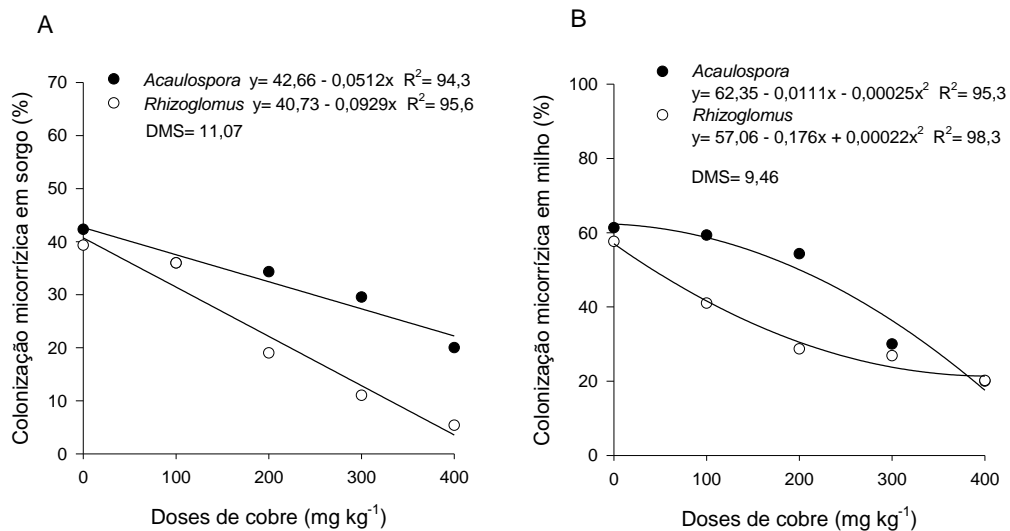 A
Acaulospora y= 42,66 - 0,0512x R²= 94,3
Rhizoglomus y= 40,73 - 0,0929x R²= 95,6
DMS= 11,07
70
60
50
40
30
20
10
0
0 100 200 300 400
Colonização micorrízica em sorgo (%)
Doses de cobre (mg kg⁻¹)
B
Acaulospora
y= 62,35 - 0,0111x - 0,00025x² R²= 95,3
Rhizoglomus
y= 57,06 - 0,176x + 0,00022x² R²= 98,3
DMS= 9,46
100
80
60
40
20
0
0 100 200 300 400
Colonização micorrízica em milho (%)
Doses de cobre (mg kg⁻¹)